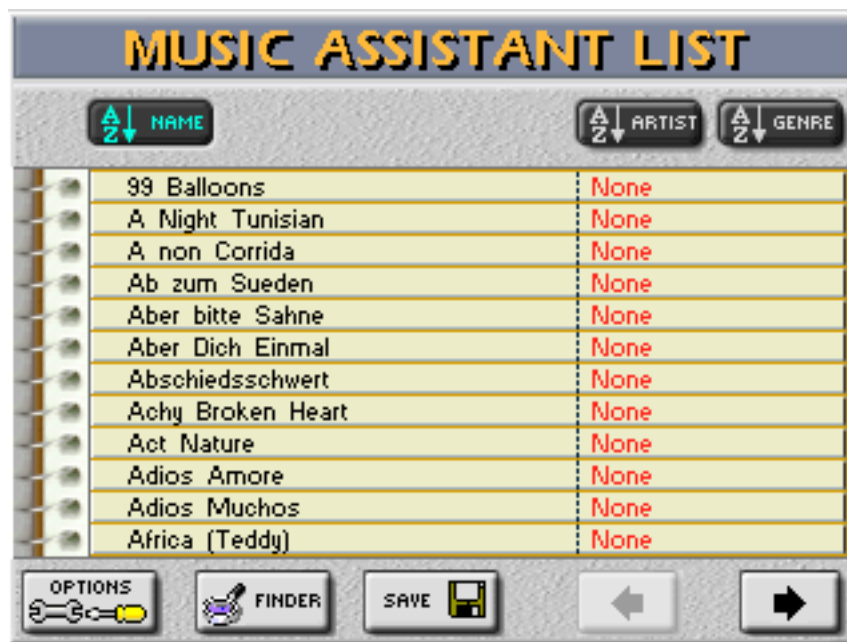 MUSIC ASSISTANT LIST
A Z NAME A Z ARTIST A Z GENRE
99 Balloons None
A Night Tunisian None
A non Corrida None
Ab zum Sueden None
Aber bitte Sahne None
Aber Dich Einmal None
Abschiedsschwert None
Achy Broken Heart None
Act Nature None
Adios Amore None
Adios Muchos None
Africa (Teddy) None
OPTIONS FINDER SAVE